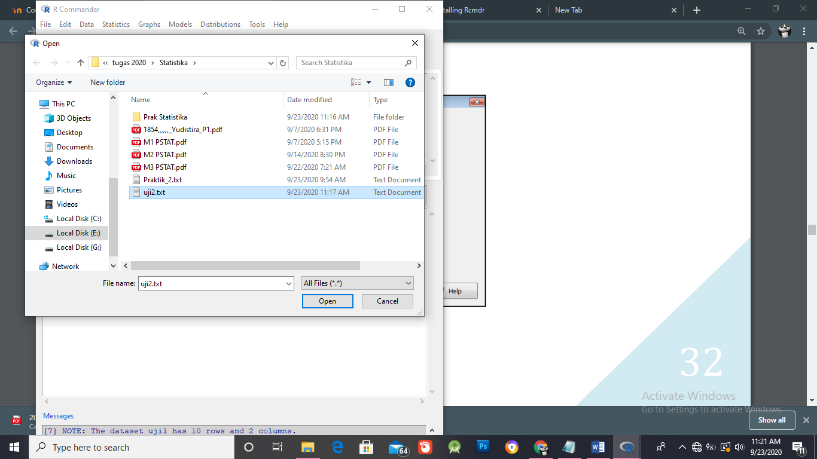 R Commander
alling Rcmdr
New Tab
File Edit Data Statistics Graphs Models Distributions Tools Help
Open
« tugas 2020 › Statistika ›
Search Statistika
Organize
New folder
This PC
3D Objects
Desktop
Documents
Downloads
Music
Pictures
Videos
Local Disk (C:)
Local Disk (E:)
Local Disk (G:)
Network
Name Date modified Type
Prak Statistika 9/23/2020 11:16 AM File folder
1854,,,,,,_Yudistira_P1.pdf 9/7/2020 6:31 PM PDF File
M1 PSTAT.pdf 9/7/2020 5:15 PM PDF File
M2 PSTAT.pdf 9/14/2020 8:30 PM PDF File
M3 PSTAT.pdf 9/22/2020 7:21 AM PDF File
Praktik_2.txt 9/23/2020 9:54 AM Text Document
uji2.txt 9/23/2020 11:17 AM Text Document
File name: uji2.txt
All Files (*.*)
Open
Cancel
Help
32
Activate Windows
Go to Settings to activate Windows.
Show all
Messages
[7] NOTE: The dataset uji1 has 10 rows and 2 columns.
Type here to search
64
11:21 AM
9/23/2020
11